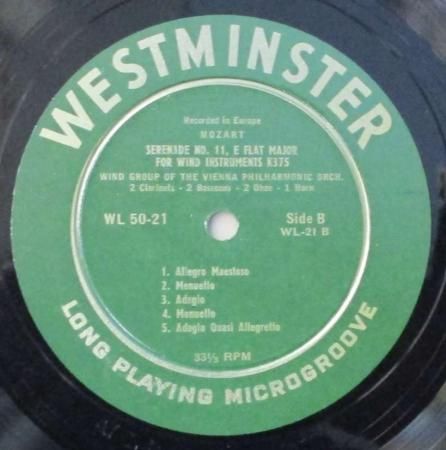 WESTMINSTER
Recorded in Europe
MOZART
SERENADE NO. 11, E FLAT MAJOR
FOR WIND INSTRUMENTS K375
WIND GROUP OF THE VIENNA PHILHARMONIC ORCH.
2 Clarinets - 2 Bassoons - 2 Oboe - 1 Horn
WL 50-21
Side B
WL-21 B
1. Allegro Maestoso
2. Menuetto
3. Adagio
4. Menuetto
5. Adagio Quasi Allegretto
33⅓ RPM
LONG PLAYING MICROGROOVE